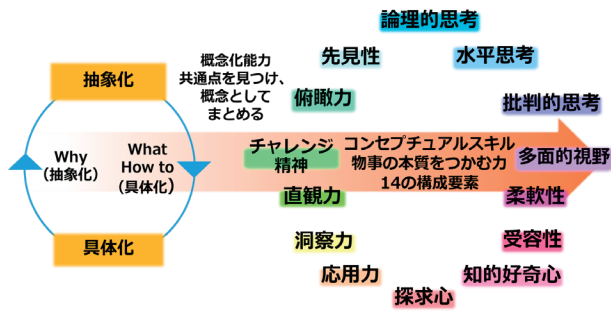 抽象化
Why
(抽象化)
What
How to
(具体化)
具体化
概念化能力
共通点を見つけ、
概念として
まとめる
論理的思考
先見性
水平思考
俯瞰力
批判的思考
チャレンジ
精神
コンセプチュアルスキル
物事の本質をつかむ力
14の構成要素
多面的視野
直観力
柔軟性
洞察力
受容性
応用力
知的好奇心
探求心